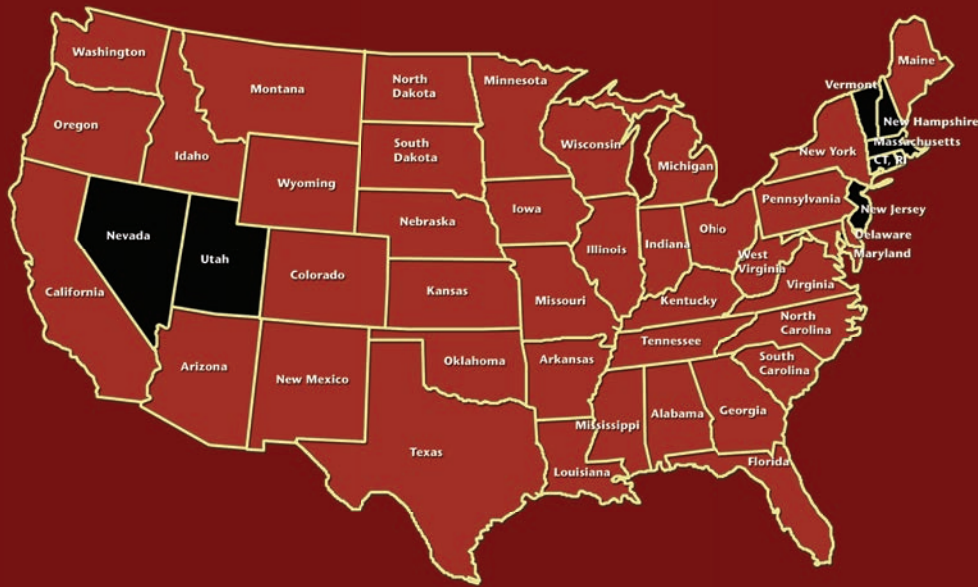 Washington
Montana
North
Dakota
Minnesota
Maine
Vermont
New Hampshire
Oregon
Idaho
South
Dakota
Wisconsin
Michigan
New York
Massachusetts
CT, RI
Wyoming
Nebraska
Iowa
Pennsylvania
New Jersey
Delaware
Maryland
Nevada
Utah
Colorado
Kansas
Illinois
Indiana
Ohio
West
Virginia
Virginia
California
Missouri
Kentucky
North
Carolina
Tennessee
South
Carolina
Arizona
New Mexico
Oklahoma
Arkansas
Mississippi
Alabama
Georgia
Texas
Louisiana
Florida